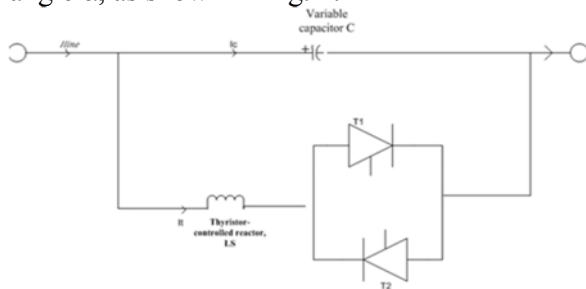 Variable
capacitor C
Iline
Ic
+
T1
It
Thyristor-
controlled reactor,
LS
T2